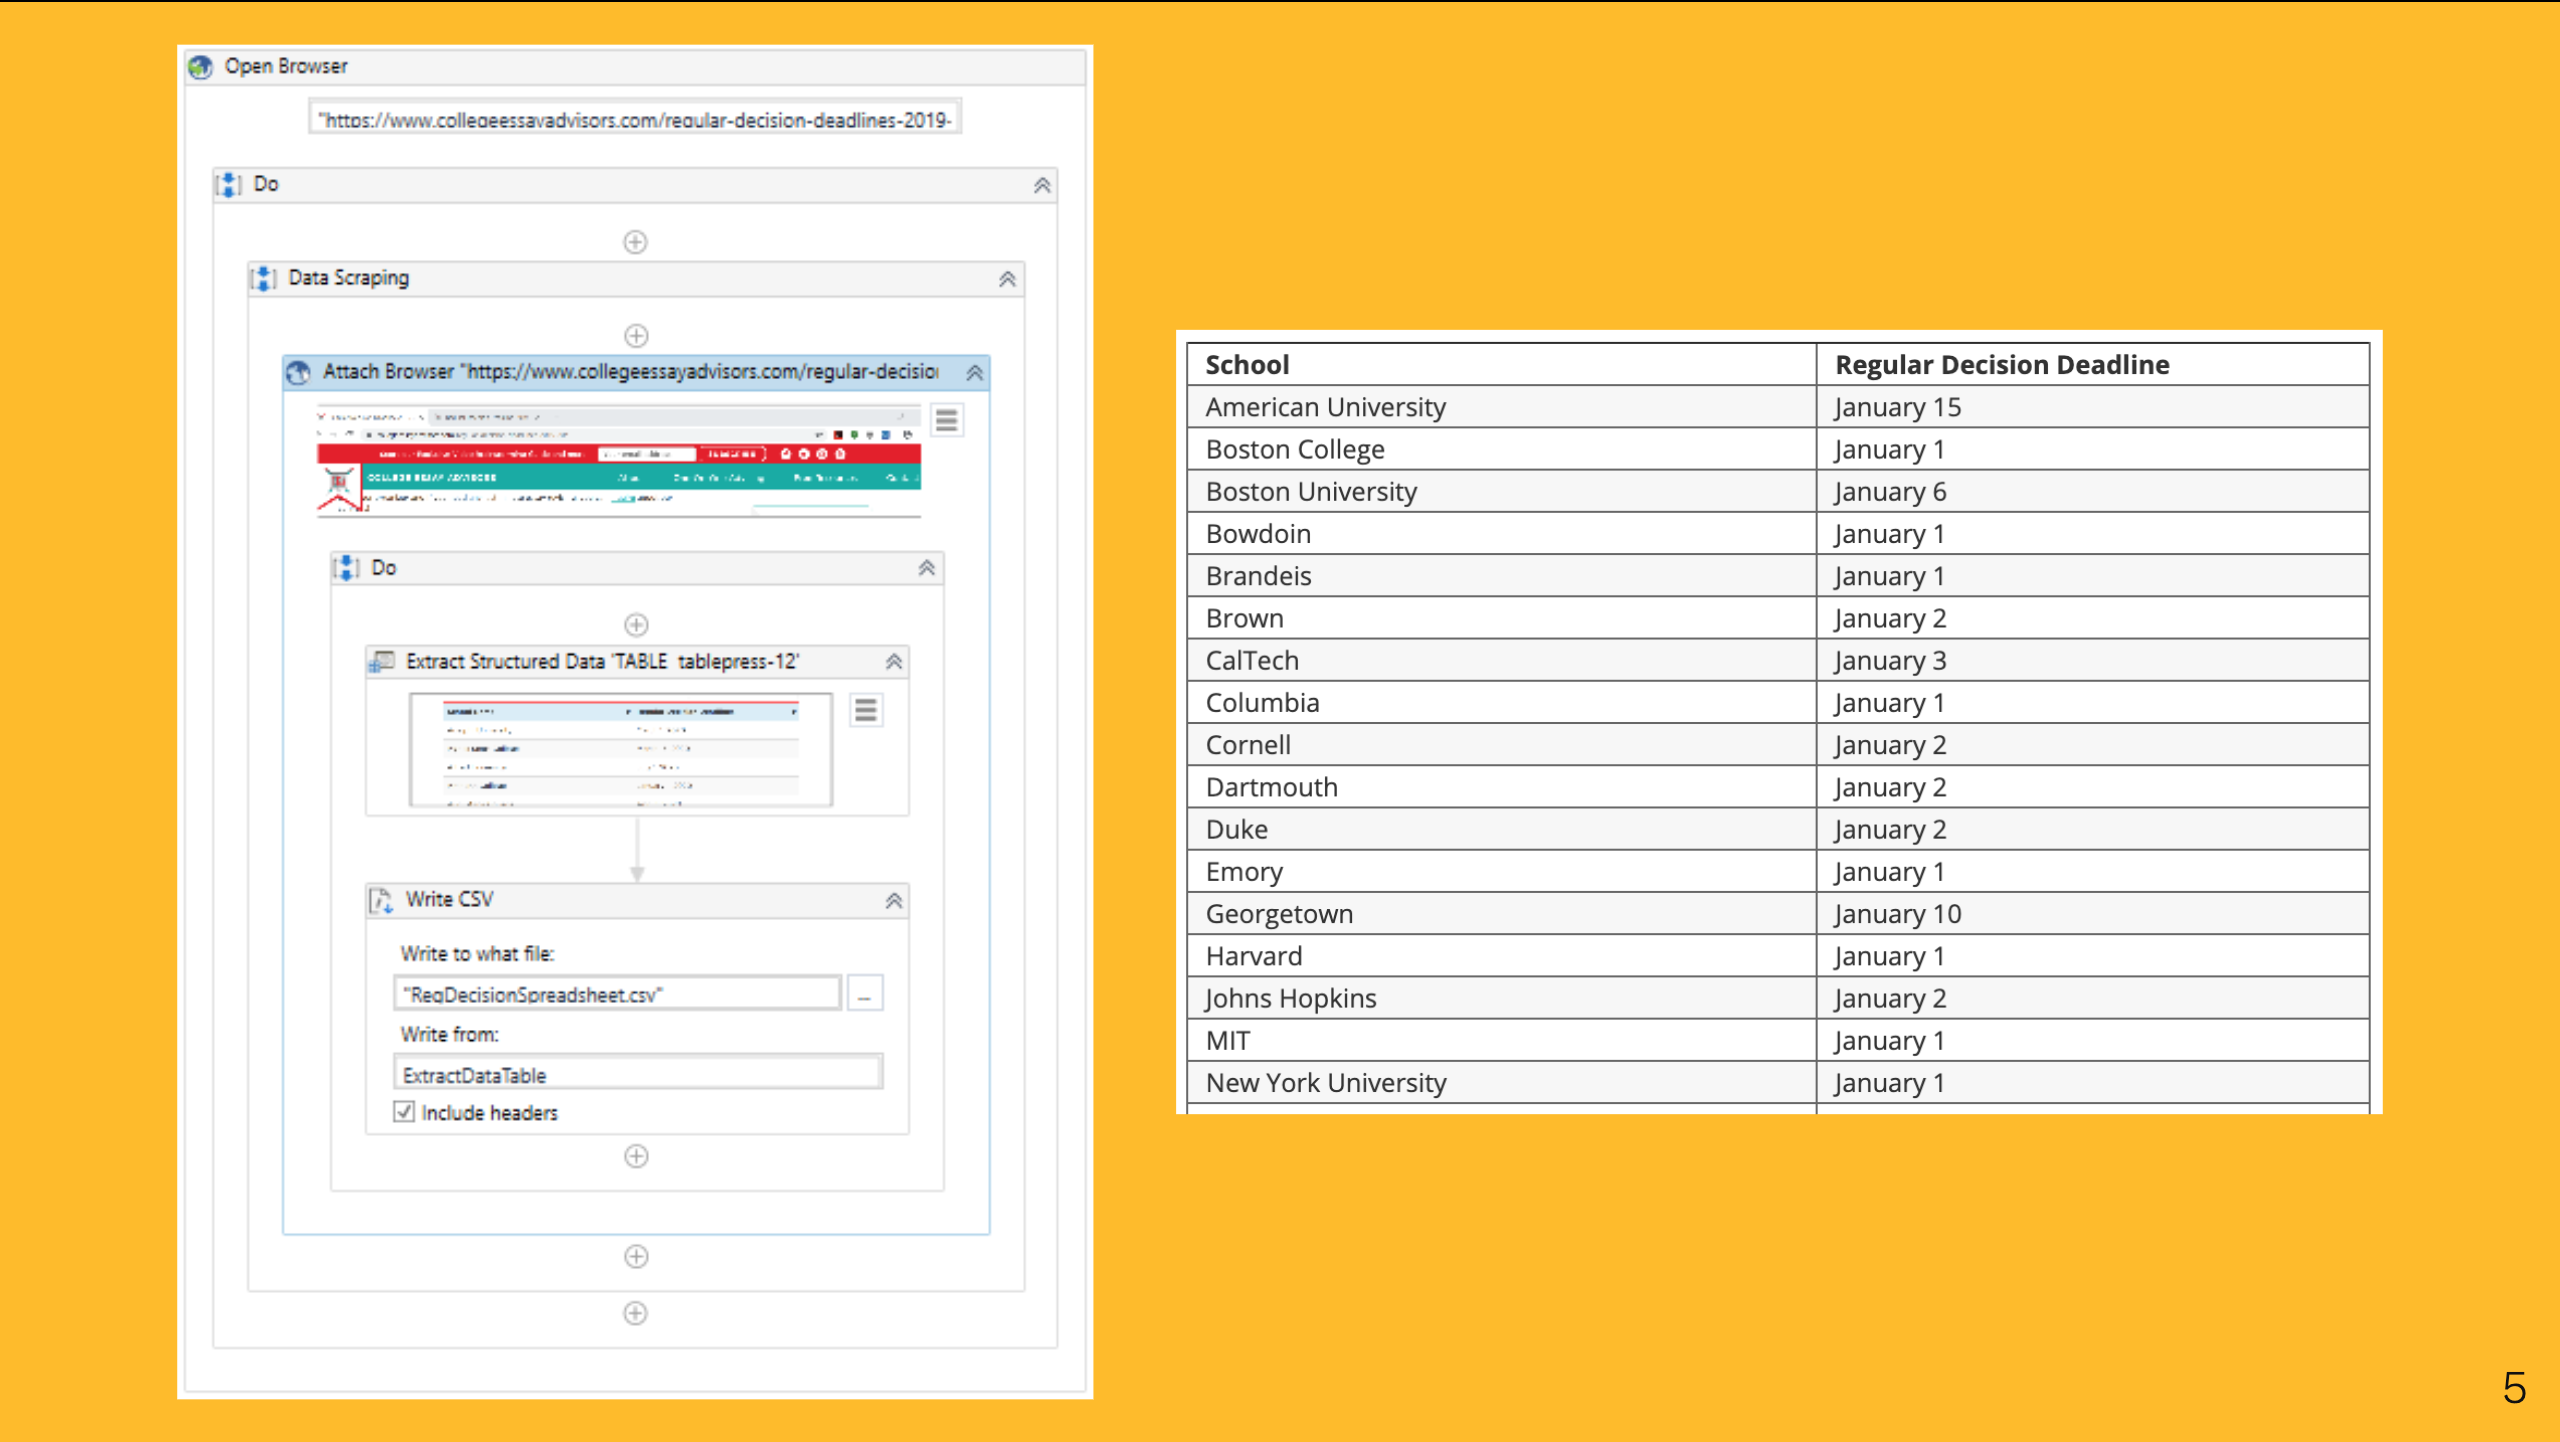 Open Browser
"https://www.collegeessayadvisors.com/regular-decision-deadlines-2019-
Do
Data Scraping
Attach Browser "https://www.collegeessayadvisors.com/regular-decision
COLLEGE ESSAY ADVISORS
Do
Extract Structured Data 'TABLE tablepress-12'
Write CSV
Write to what file:
"RegDecisionSpreadsheet.csv"
...
Write from:
ExtractDataTable
Include headers
School Regular Decision Deadline
American University January 15
Boston College January 1
Boston University January 6
Bowdoin January 1
Brandeis January 1
Brown January 2
CalTech January 3
Columbia January 1
Cornell January 2
Dartmouth January 2
Duke January 2
Emory January 1
Georgetown January 10
Harvard January 1
Johns Hopkins January 2
MIT January 1
New York University January 1
5